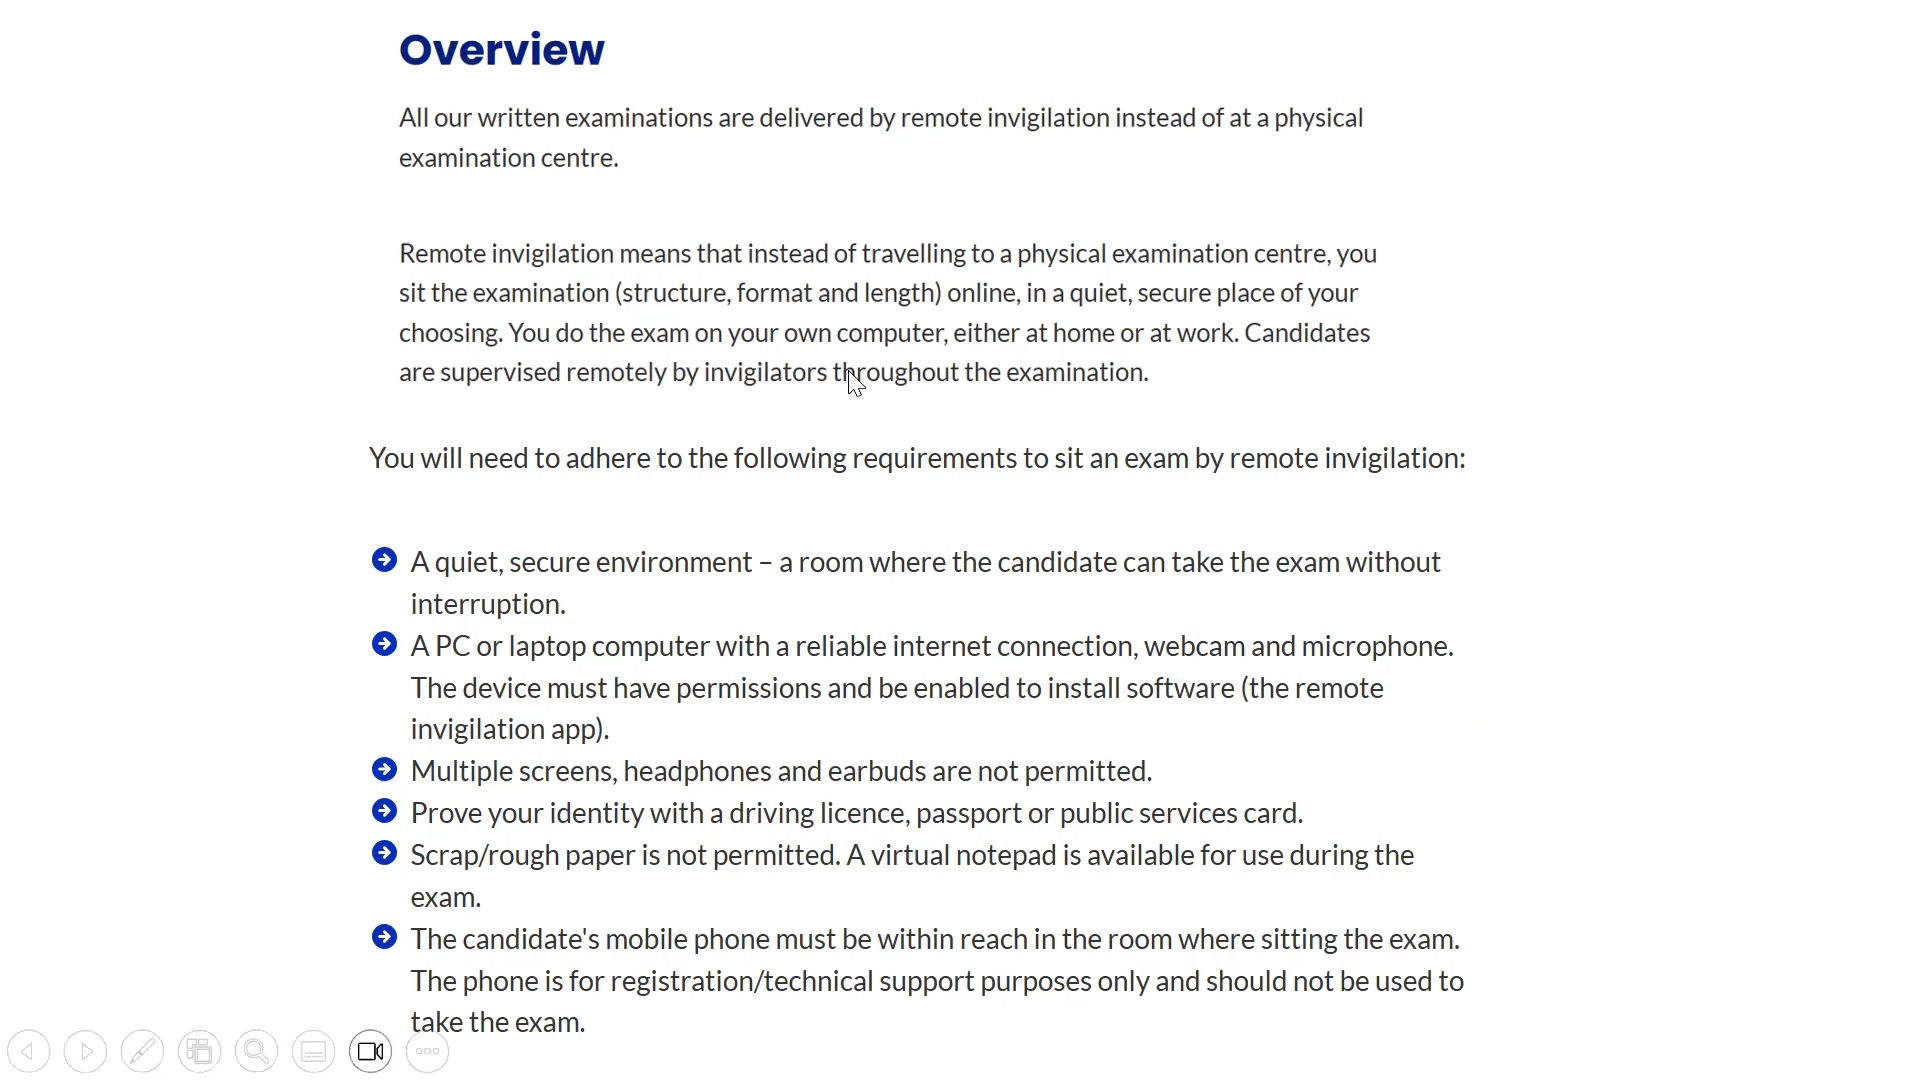 Overview
All our written examinations are delivered by remote invigilation instead of at a physical
examination centre.
Remote invigilation means that instead of travelling to a physical examination centre, you
sit the examination (structure, format and length) online, in a quiet, secure place of your
choosing. You do the exam on your own computer, either at home or at work. Candidates
are supervised remotely by invigilators throughout the examination.
You will need to adhere to the following requirements to sit an exam by remote invigilation:
A quiet, secure environment – a room where the candidate can take the exam without
interruption.
A PC or laptop computer with a reliable internet connection, webcam and microphone.
The device must have permissions and be enabled to install software (the remote
invigilation app).
Multiple screens, headphones and earbuds are not permitted.
Prove your identity with a driving licence, passport or public services card.
Scrap/rough paper is not permitted. A virtual notepad is available for use during the
exam.
The candidate's mobile phone must be within reach in the room where sitting the exam.
The phone is for registration/technical support purposes only and should not be used to
take the exam.